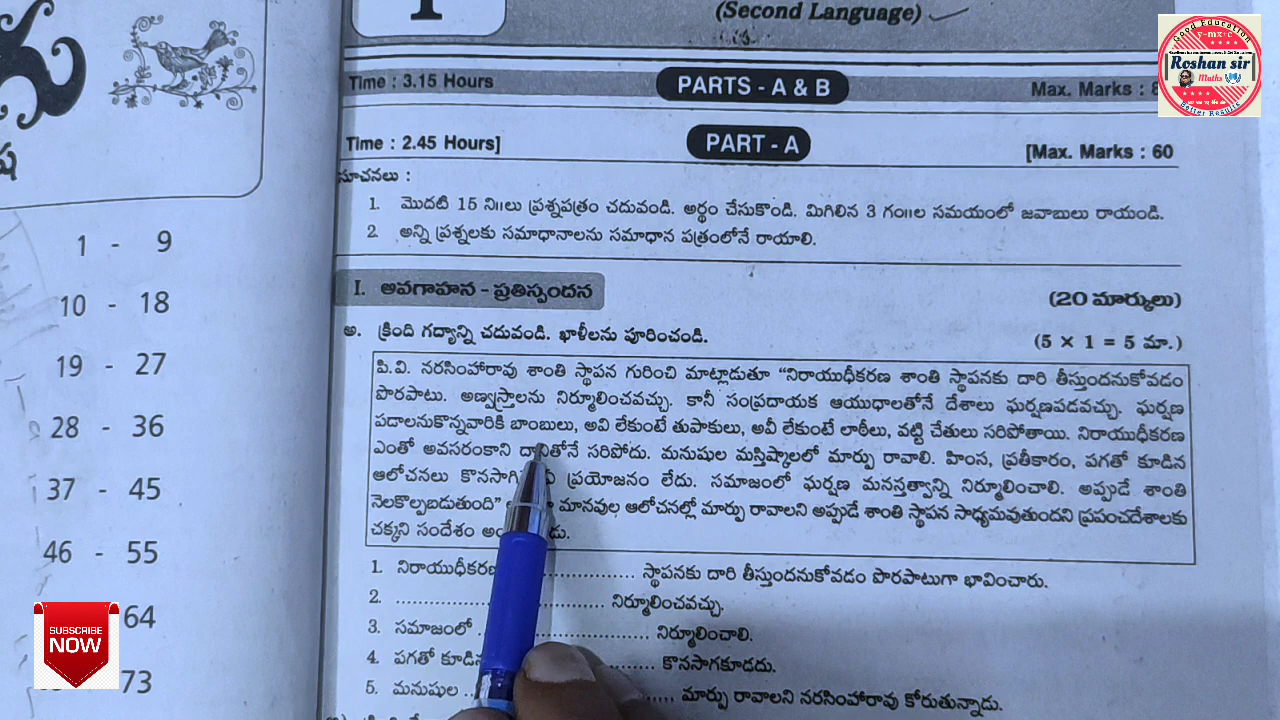 (Second Language)
Time : 3.15 Hours
PARTS - A & B
Max. Marks :
Time : 2.45 Hours]
PART - A
[Max. Marks : 60
సూచనలు :
1. మొదటి 15 ని॥లు ప్రశ్నపత్రం చదువండి. అర్థం చేసుకొండి. మిగిలిన 3 గం॥ల సమయంలో జవాబులు రాయండి.
2. అన్ని ప్రశ్నలకు సమాధానాలను సమాధాన పత్రంలోనే రాయాలి.
I. అవగాహన - ప్రతిస్పందన
(20 మార్కులు)
అ. క్రింది గద్యాన్ని చదువండి. ఖాళీలను పూరించండి.
(5 × 1 = 5 మా.)
పి.వి. నరసింహారావు శాంతి స్థాపన గురించి మాట్లాడుతూ “నిరాయుధీకరణ శాంతి స్థాపనకు దారి తీస్తుందనుకోవడం
పొరపాటు. అణ్వస్త్రాలను నిర్మూలించవచ్చు. కానీ సంప్రదాయక ఆయుధాలతోనే దేశాలు ఘర్షణపడవచ్చు. ఘర్షణ
పదాలనుకొన్నవారికి బాంబులు, అవి లేకుంటే తుపాకులు, అవీ లేకుంటే లాఠీలు, వట్టి చేతులు సరిపోతాయి. నిరాయుధీకరణ
ఎంతో అవసరంకాని దానితోనే సరిపోదు. మనుషుల మస్తిష్కాలలో మార్పు రావాలి. హింస, ప్రతీకారం, పగతో కూడిన
ఆలోచనలు ప్రయోజనం లేదు. సమాజంలో ఘర్షణ మనస్తత్వాన్ని నిర్మూలించాలి. అప్పుడే శాంతి
నెలకొల్పబడుతుంది” మానవుల ఆలోచనల్లో మార్పు రావాలని అప్పుడే శాంతి స్థాపన సాధ్యమవుతుందని ప్రపంచదేశాలకు
చక్కని సందేశం
1. నిరాయుధీకరణ .............. స్థాపనకు దారి తీస్తుందనుకోవడం పొరపాటుగా భావించారు.
2. .............................. నిర్మూలించవచ్చు.
3. సమాజంలో .................... నిర్మూలించాలి.
4. పగతో ........ కొనసాగకూడదు.
5. మనుషుల ........ మార్పు రావాలని నరసింహారావు కోరుతున్నాడు.
1 - 9
10 - 18
19 - 27
28 - 36
37 - 45
46 - 55
64
73
SUBSCRIBE
NOW
Good Education
y=mx+c
Roshan sir
Maths
Better Results